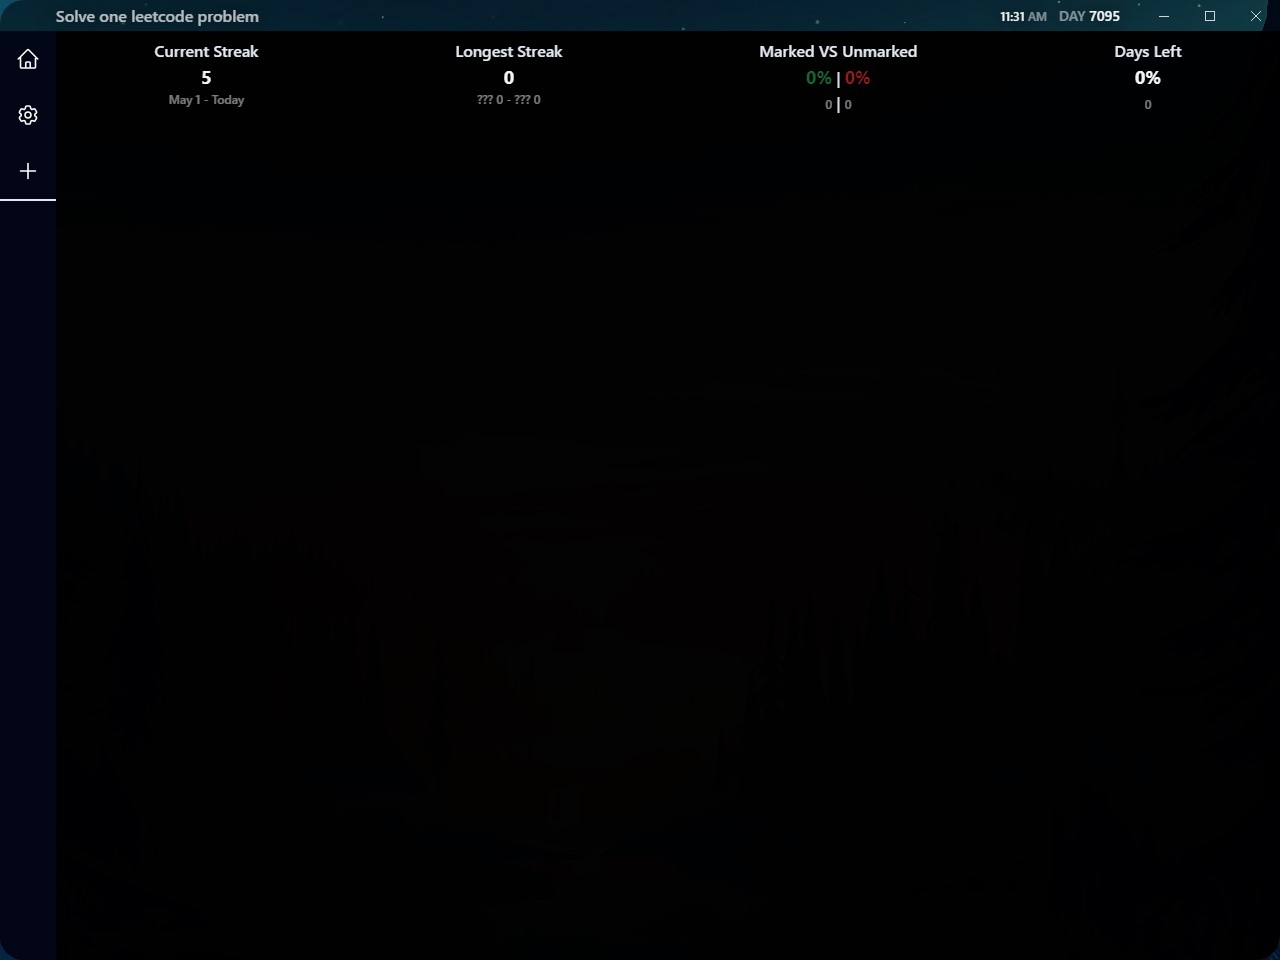 Solve one leetcode problem
11:31 AM DAY 7095
Current Streak
5
May 1 - Today
Longest Streak
0
??? 0 - ??? 0
Marked VS Unmarked
0% | 0%
0 | 0
Days Left
0%
0